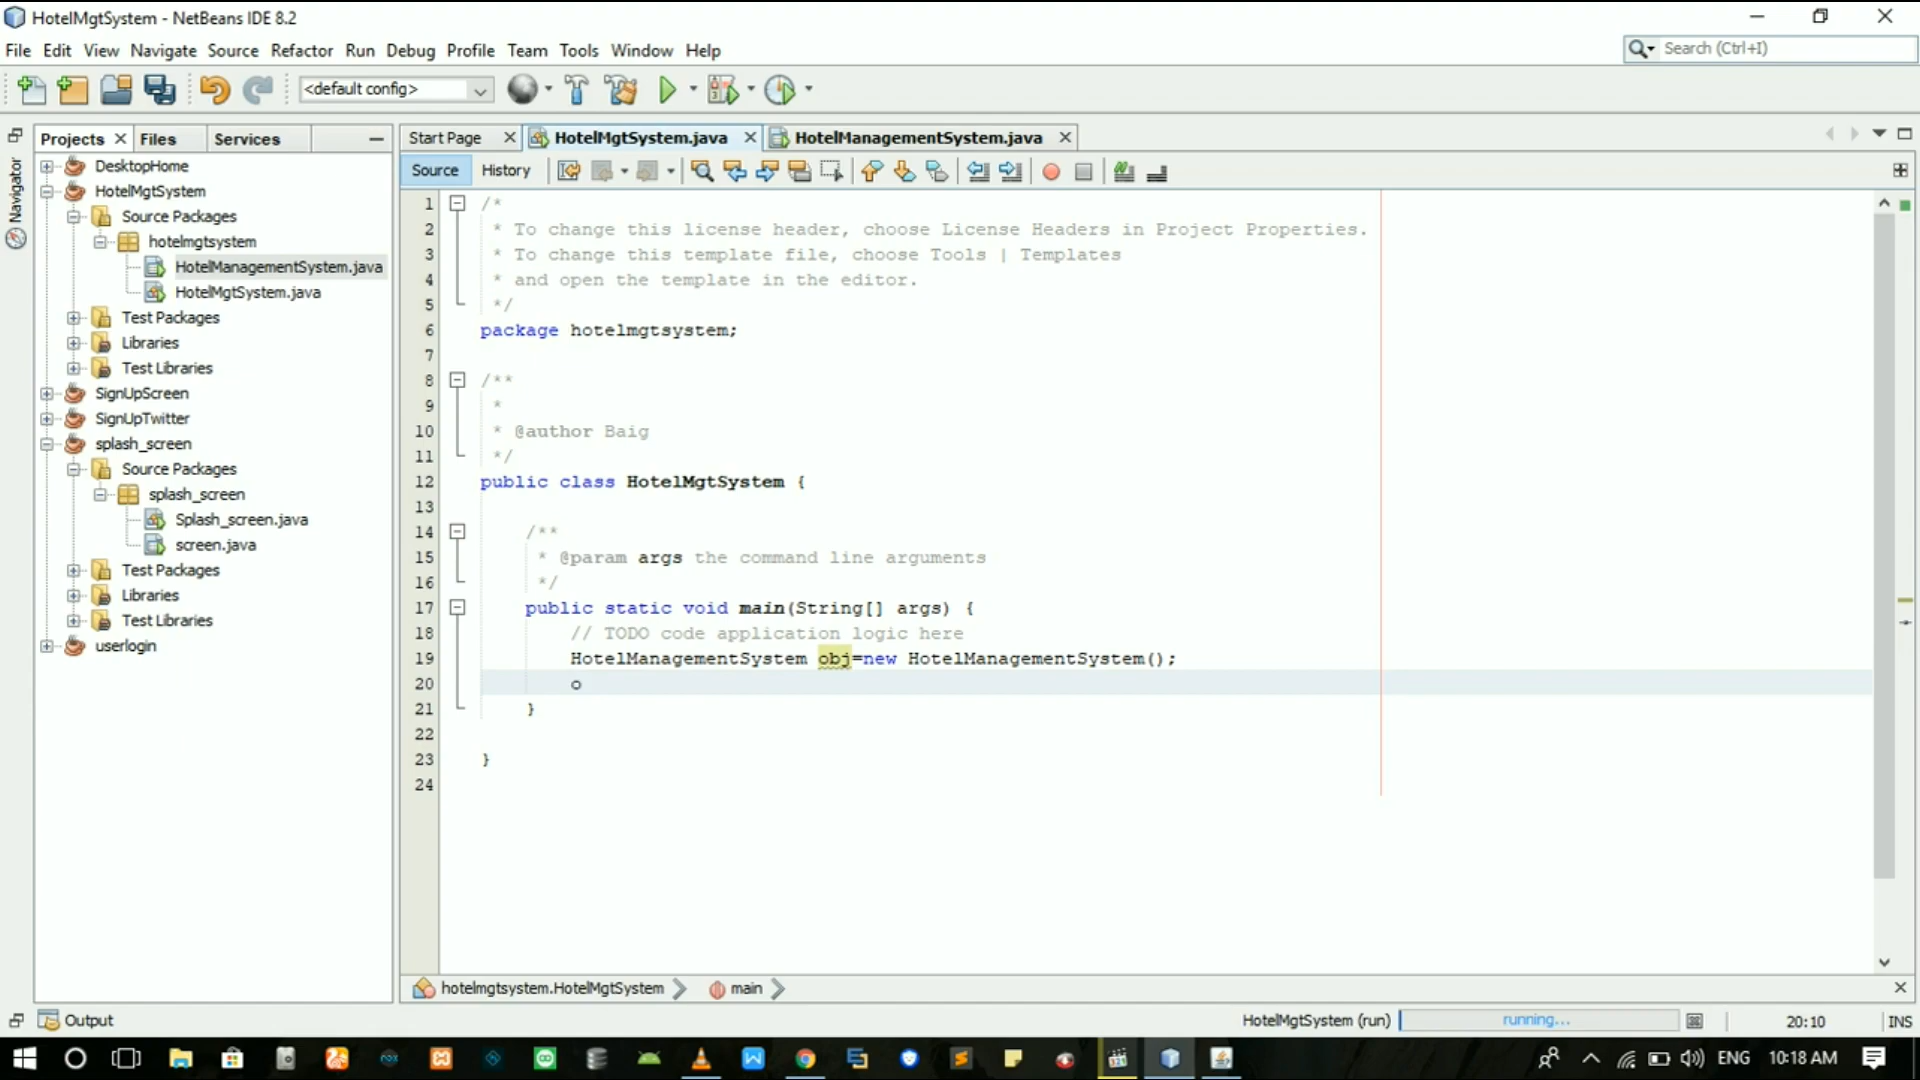 HotelMgtSystem - NetBeans IDE 8.2
File Edit View Navigate Source Refactor Run Debug Profile Team Tools Window Help
Search (Ctrl+I)
<default config>
Projects Files Services
Navigator
DesktopHome
HotelMgtSystem
Source Packages
hotelmgtsystem
HotelManagementSystem.java
HotelMgtSystem.java
Test Packages
Libraries
Test Libraries
SignUpScreen
SignUpTwitter
splash_screen
Source Packages
splash_screen
Splash_screen.java
screen.java
Test Packages
Libraries
Test Libraries
userlogin
Start Page HotelMgtSystem.java HotelManagementSystem.java
Source History
1 /*
2 * To change this license header, choose License Headers in Project Properties.
3 * To change this template file, choose Tools | Templates
4 * and open the template in the editor.
5 */
6 package hotelmgtsystem;
7
8 /**
9 *
10 * @author Baig
11 */
12 public class HotelMgtSystem {
13
14 /**
15 * @param args the command line arguments
16 */
17 public static void main(String[] args) {
18 // TODO code application logic here
19 HotelManagementSystem obj=new HotelManagementSystem();
20 o
21 }
22
23 }
24
hotelmgtsystem.HotelMgtSystem main
Output
HotelMgtSystem (run) running... 20:10 INS
ENG 10:18 AM